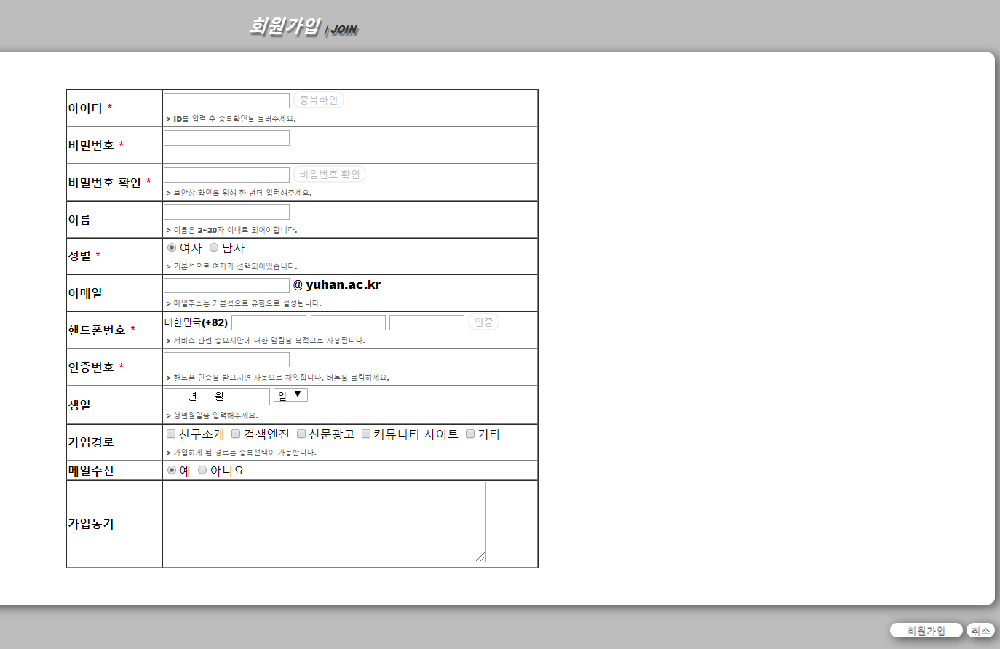 회원가입 / JOIN
아이디 * 중복확인
> ID를 입력 후 중복확인을 눌러주세요.
비밀번호 *
비밀번호 확인 * 비밀번호 확인
> 보안상 확인을 위해 한 번더 입력해주세요.
이름
> 이름은 2~20자 이내로 되어야합니다.
성별 * 여자 남자
> 기본적으로 여자가 선택되어있습니다.
이메일 @ yuhan.ac.kr
> 메일주소는 기본적으로 유한으로 설정됩니다.
핸드폰번호 * 대한민국(+82) 인증
> 서비스 관련 중요시안에 대한 알림을 목적으로 사용됩니다.
인증번호 *
> 핸드폰 인증을 받으시면 자동으로 채워집니다. 버튼을 클릭하세요.
생일 ----년 --월 일 ▼
> 생년월일을 입력해주세요.
가입경로 친구소개 검색엔진 신문광고 커뮤니티 사이트 기타
> 가입하게 된 경로는 중복선택이 가능합니다.
메일수신 예 아니요
가입동기
회원가입 취소